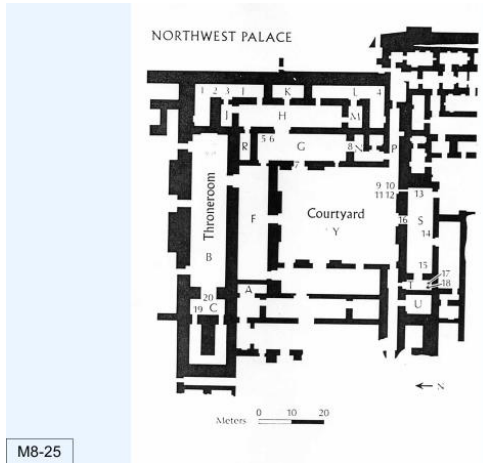 NORTHWEST PALACE
1 2 3 I K L 4
J H M
5 6
R G 8 N P
7
9 10 13
11 12
Throneroom F Courtyard 16 S
Y 14
B
15
17
A T 18
20 U
19 C
← N
Meters 0 10 20
M8-25